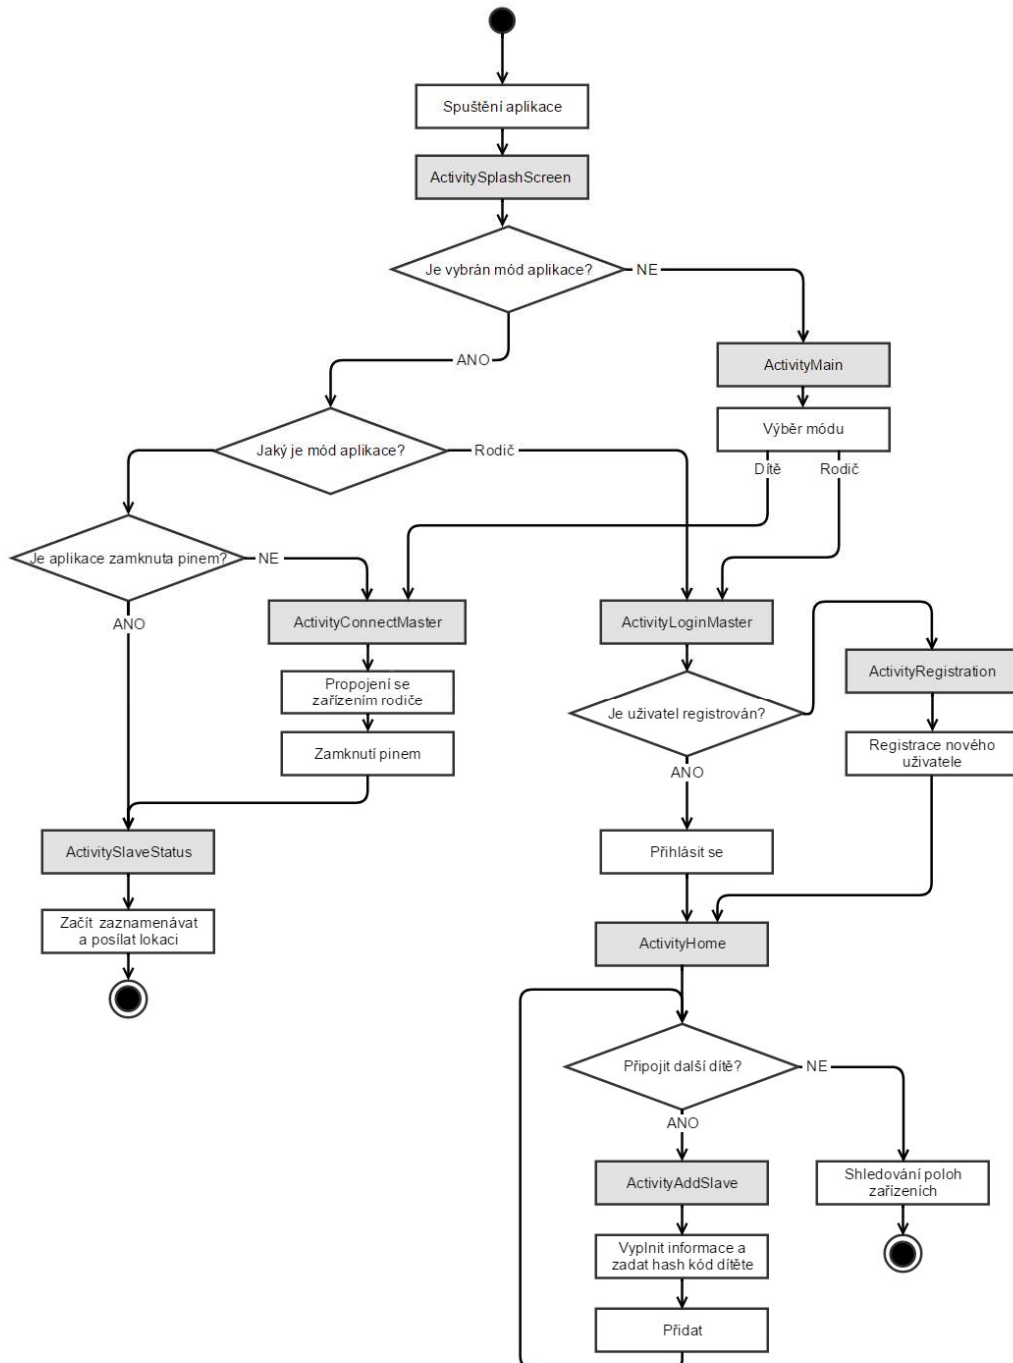 Spuštění aplikace
ActivitySplashScreen
Je vybrán mód aplikace?
NE
ANO
ActivityMain
Výběr módu
Jaký je mód aplikace?
Rodič
Dítě
Rodič
Je aplikace zamknuta pinem?
NE
ANO
ActivityConnectMaster
ActivityLoginMaster
ActivityRegistration
Propojení se
zařízením rodiče
Je uživatel registrován?
Zamknutí pinem
Registrace nového
uživatele
ANO
ActivitySlaveStatus
Přihlásit se
Začít zaznamenávat
a posílat lokaci
ActivityHome
Připojit další dítě?
NE
ANO
ActivityAddSlave
Shledování poloh
zařízeních
Vyplnit informace a
zadat hash kód dítěte
Přidat